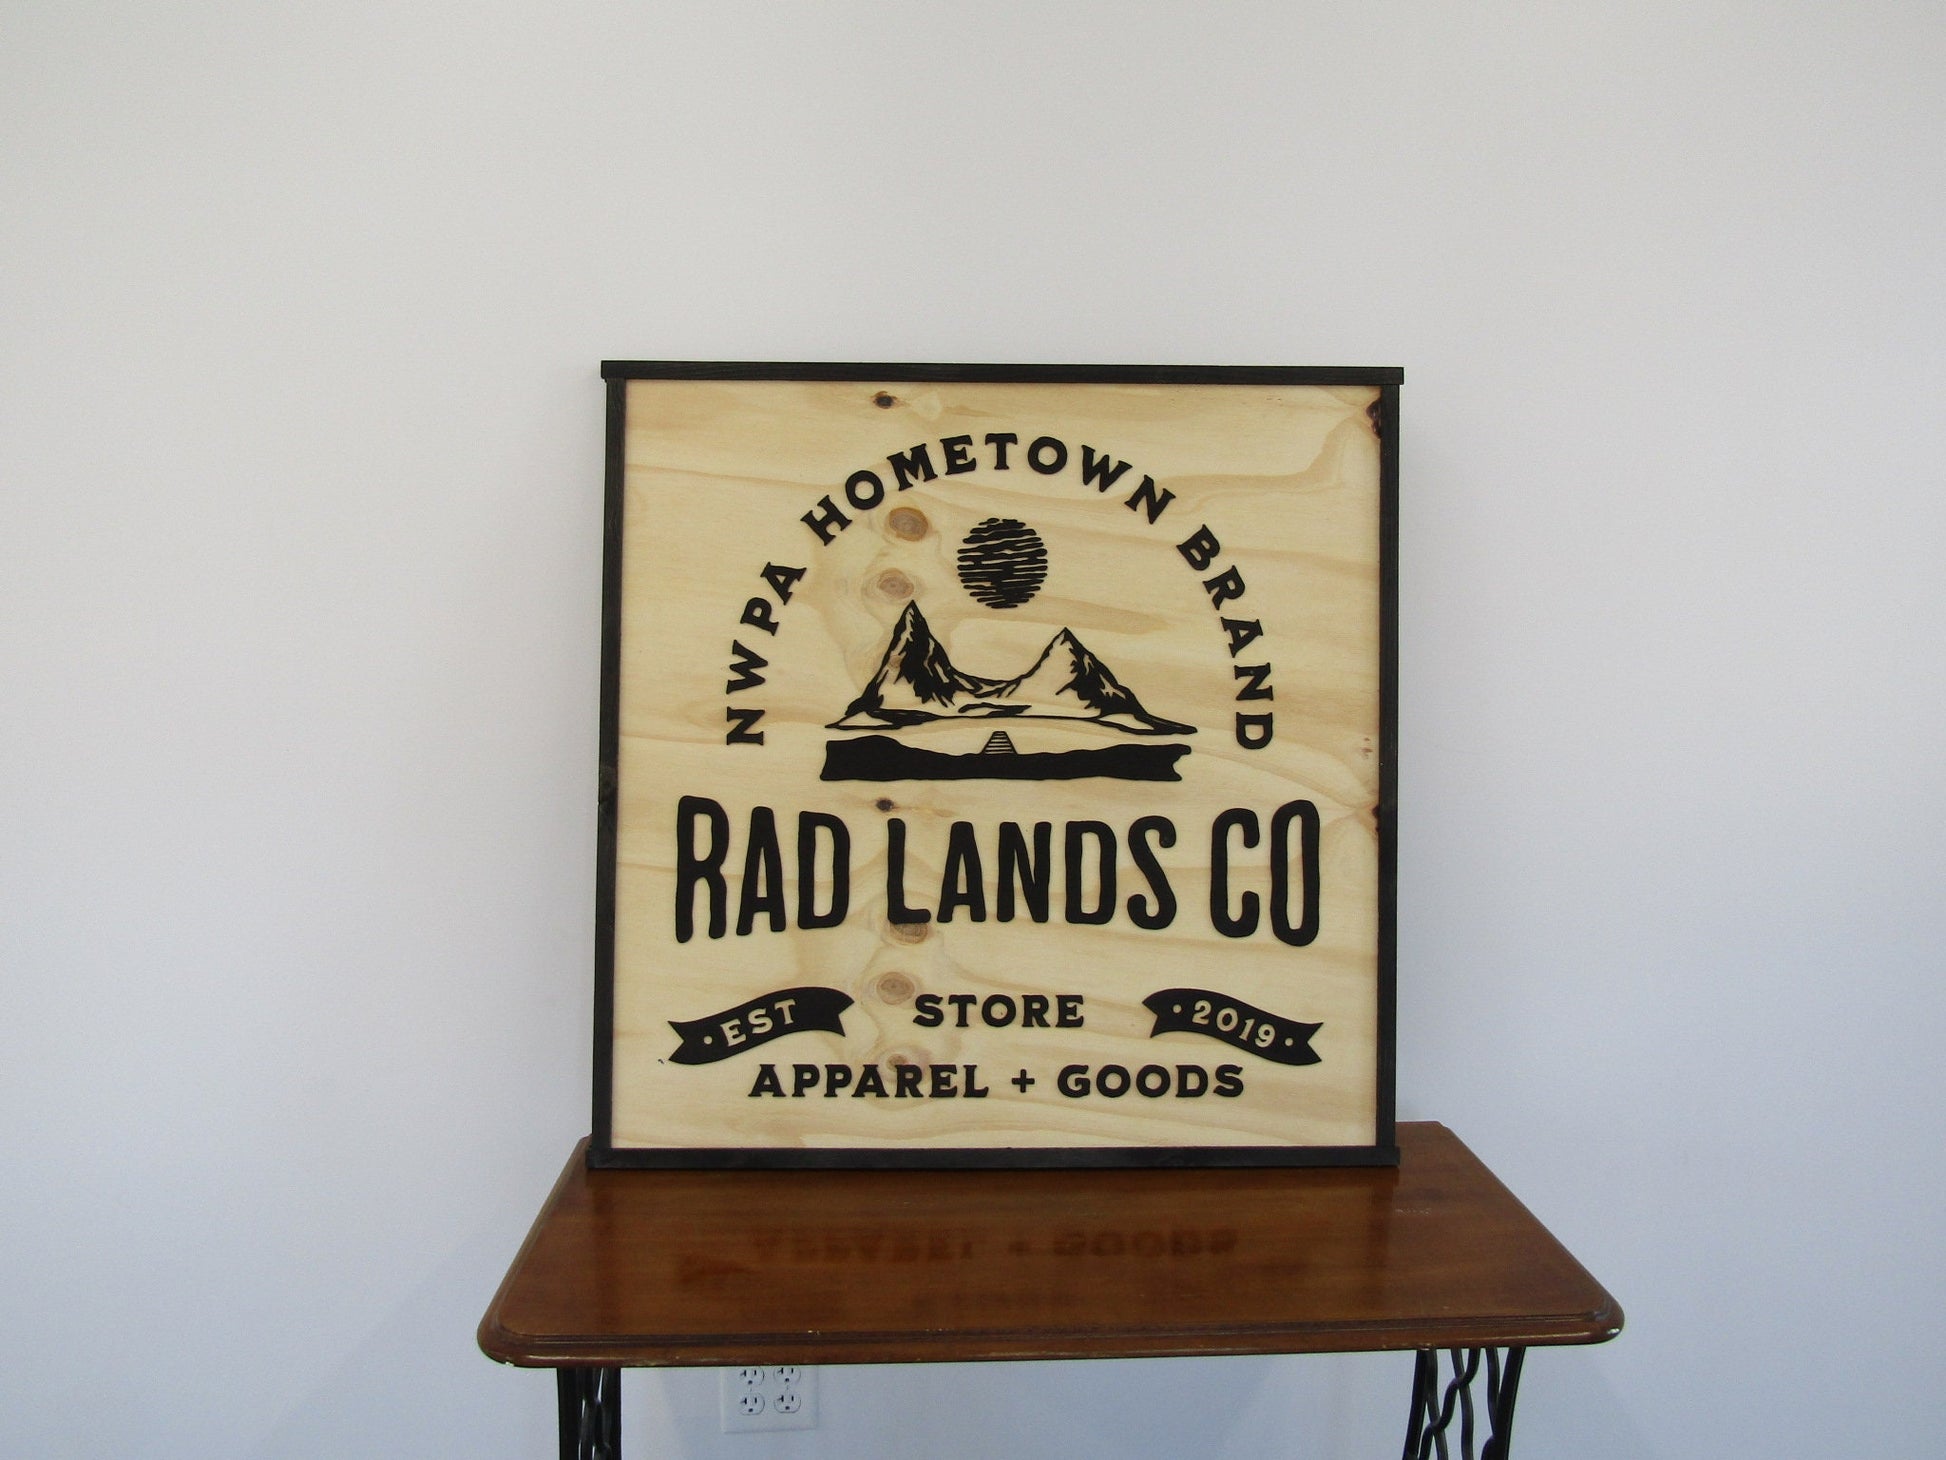 NWPA HOMETOWN BRAND
RAD LANDS CO
• EST
STORE
• 2019 •
APPAREL + GOODS